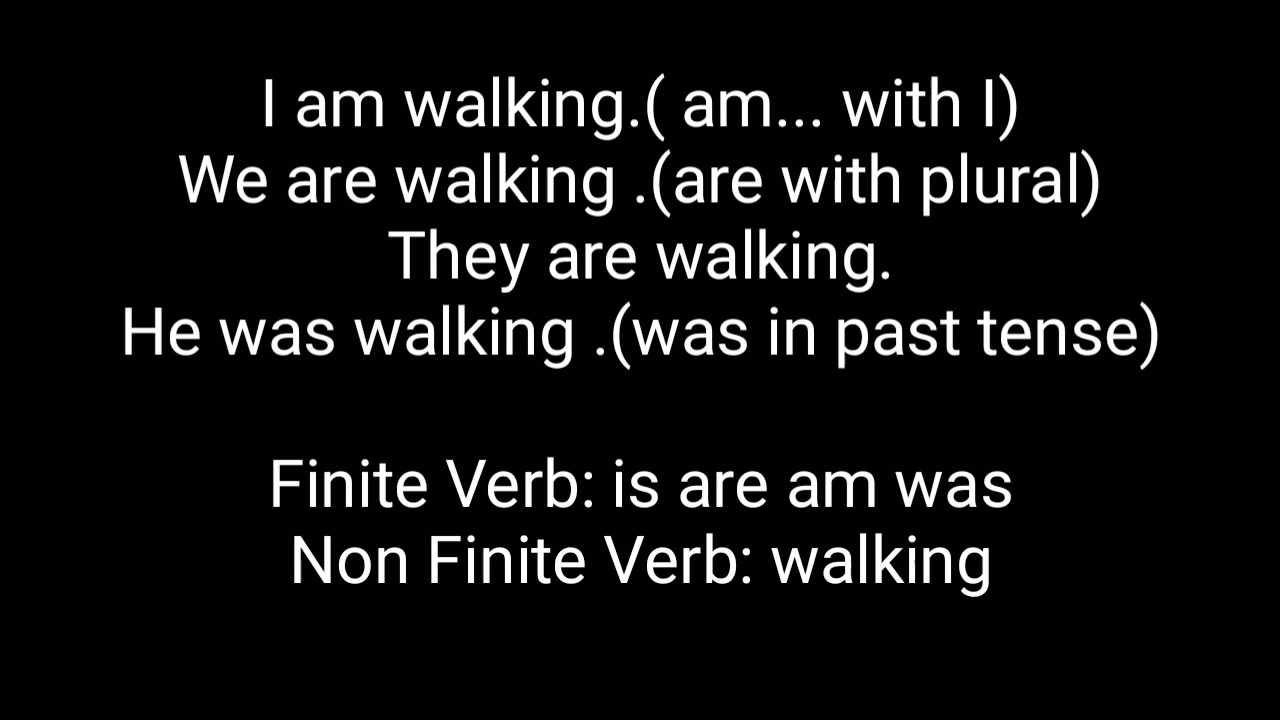 I am walking.( am... with I)
We are walking .(are with plural)
They are walking.
He was walking .(was in past tense)
Finite Verb: is are am was
Non Finite Verb: walking